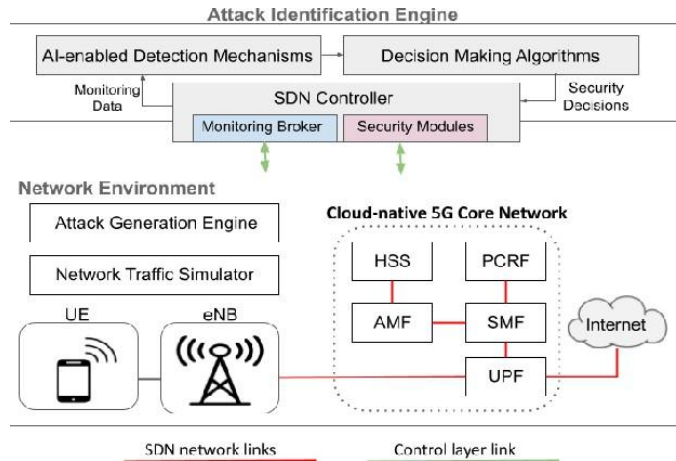 Attack Identification Engine
AI-enabled Detection Mechanisms
Decision Making Algorithms
Monitoring
Data
SDN Controller
Security
Decisions
Monitoring Broker
Security Modules
Network Environment
Attack Generation Engine
Cloud-native 5G Core Network
Network Traffic Simulator
HSS
PCRF
UE
eNB
AMF
SMF
Internet
UPF
SDN network links
Control layer link